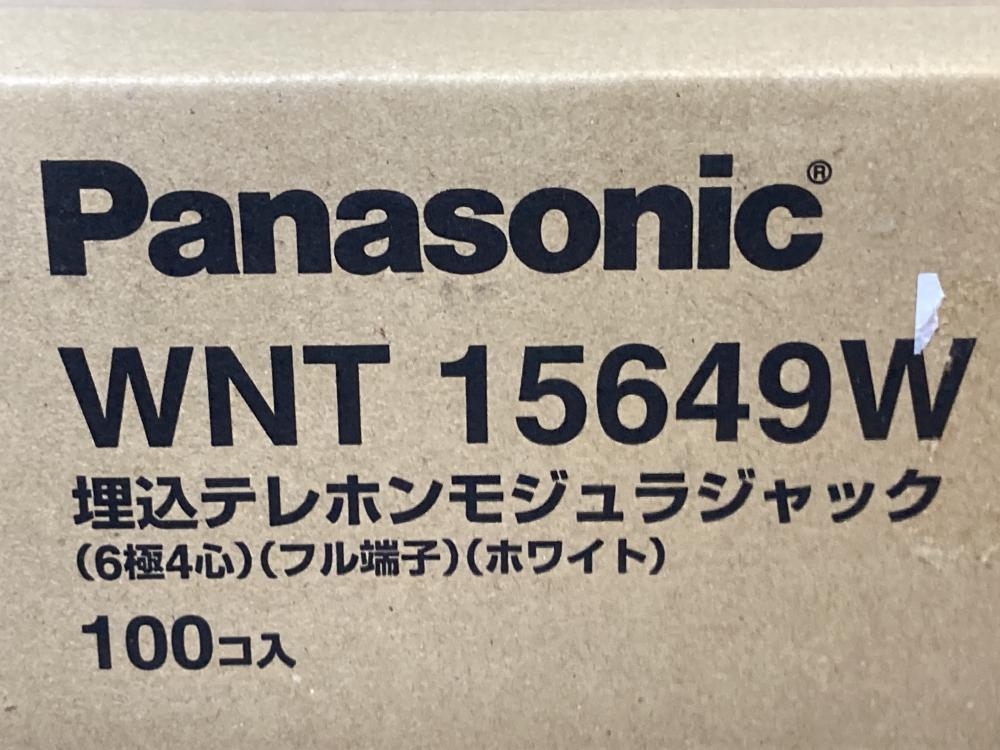 Panasonic®
WNT 15649W
埋込テレホンモジュラジャック
(6極4心)(フル端子)(ホワイト)
100コ入